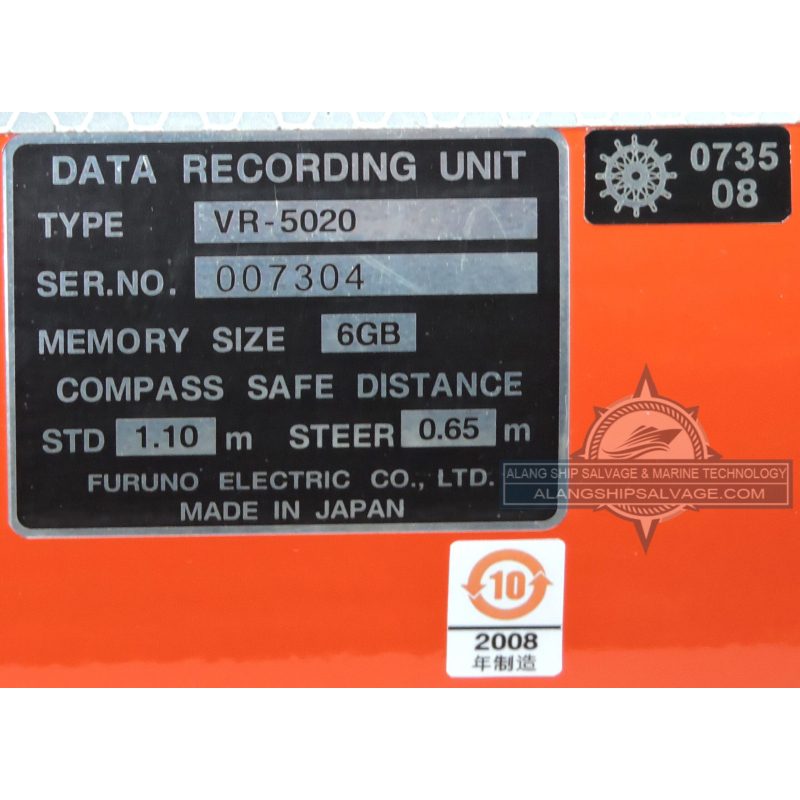 DATA RECORDING UNIT
TYPE VR-5020
SER.NO. 007304
MEMORY SIZE 6GB
COMPASS SAFE DISTANCE
STD 1.10 m STEER 0.65 m
FURUNO ELECTRIC CO., LTD.
MADE IN JAPAN
0735
08
ALANG SHIP SALVAGE & MARINE TECHNOLOGY
ALANGSHIPSALVAGE.COM
10
2008
年制造